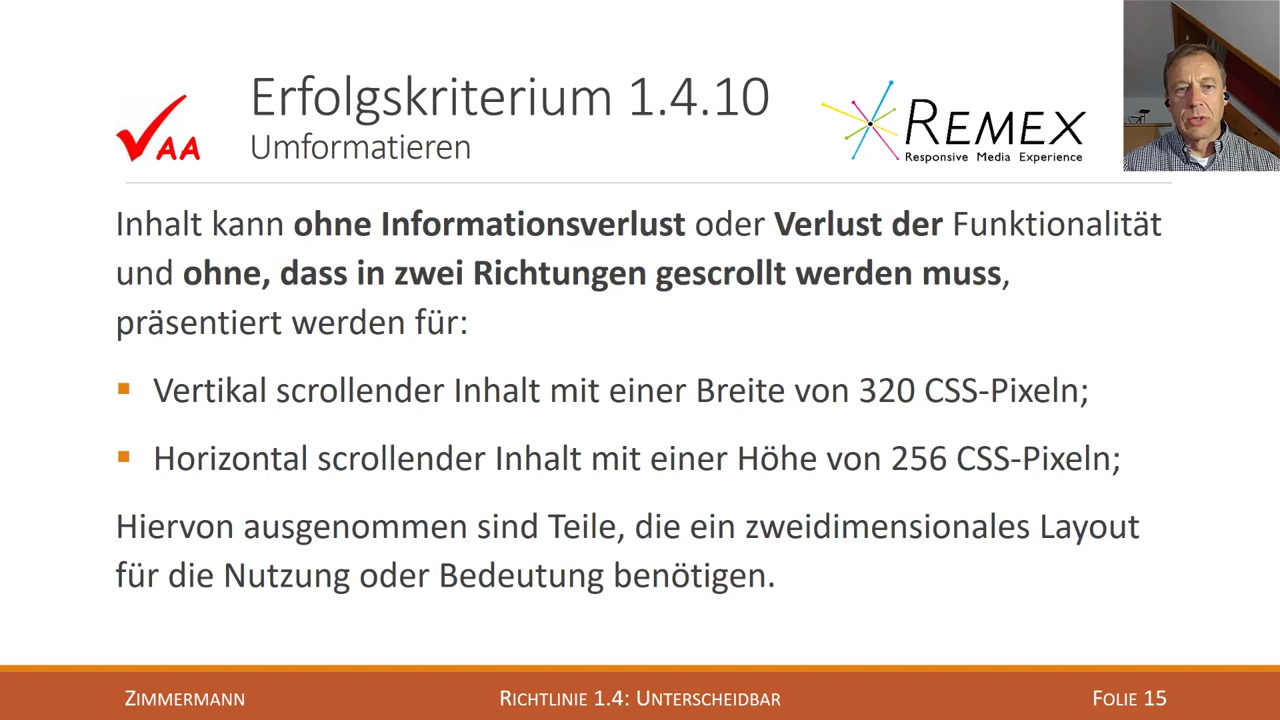 Erfolgskriterium 1.4.10
Umformatieren
AA
REMEX
Responsive Media Experience
Inhalt kann ohne Informationsverlust oder Verlust der Funktionalität
und ohne, dass in zwei Richtungen gescrollt werden muss,
präsentiert werden für:
▪ Vertikal scrollender Inhalt mit einer Breite von 320 CSS-Pixeln;
▪ Horizontal scrollender Inhalt mit einer Höhe von 256 CSS-Pixeln;
Hiervon ausgenommen sind Teile, die ein zweidimensionales Layout
für die Nutzung oder Bedeutung benötigen.
ZIMMERMANN
RICHTLINIE 1.4: UNTERSCHEIDBAR
FOLIE 15